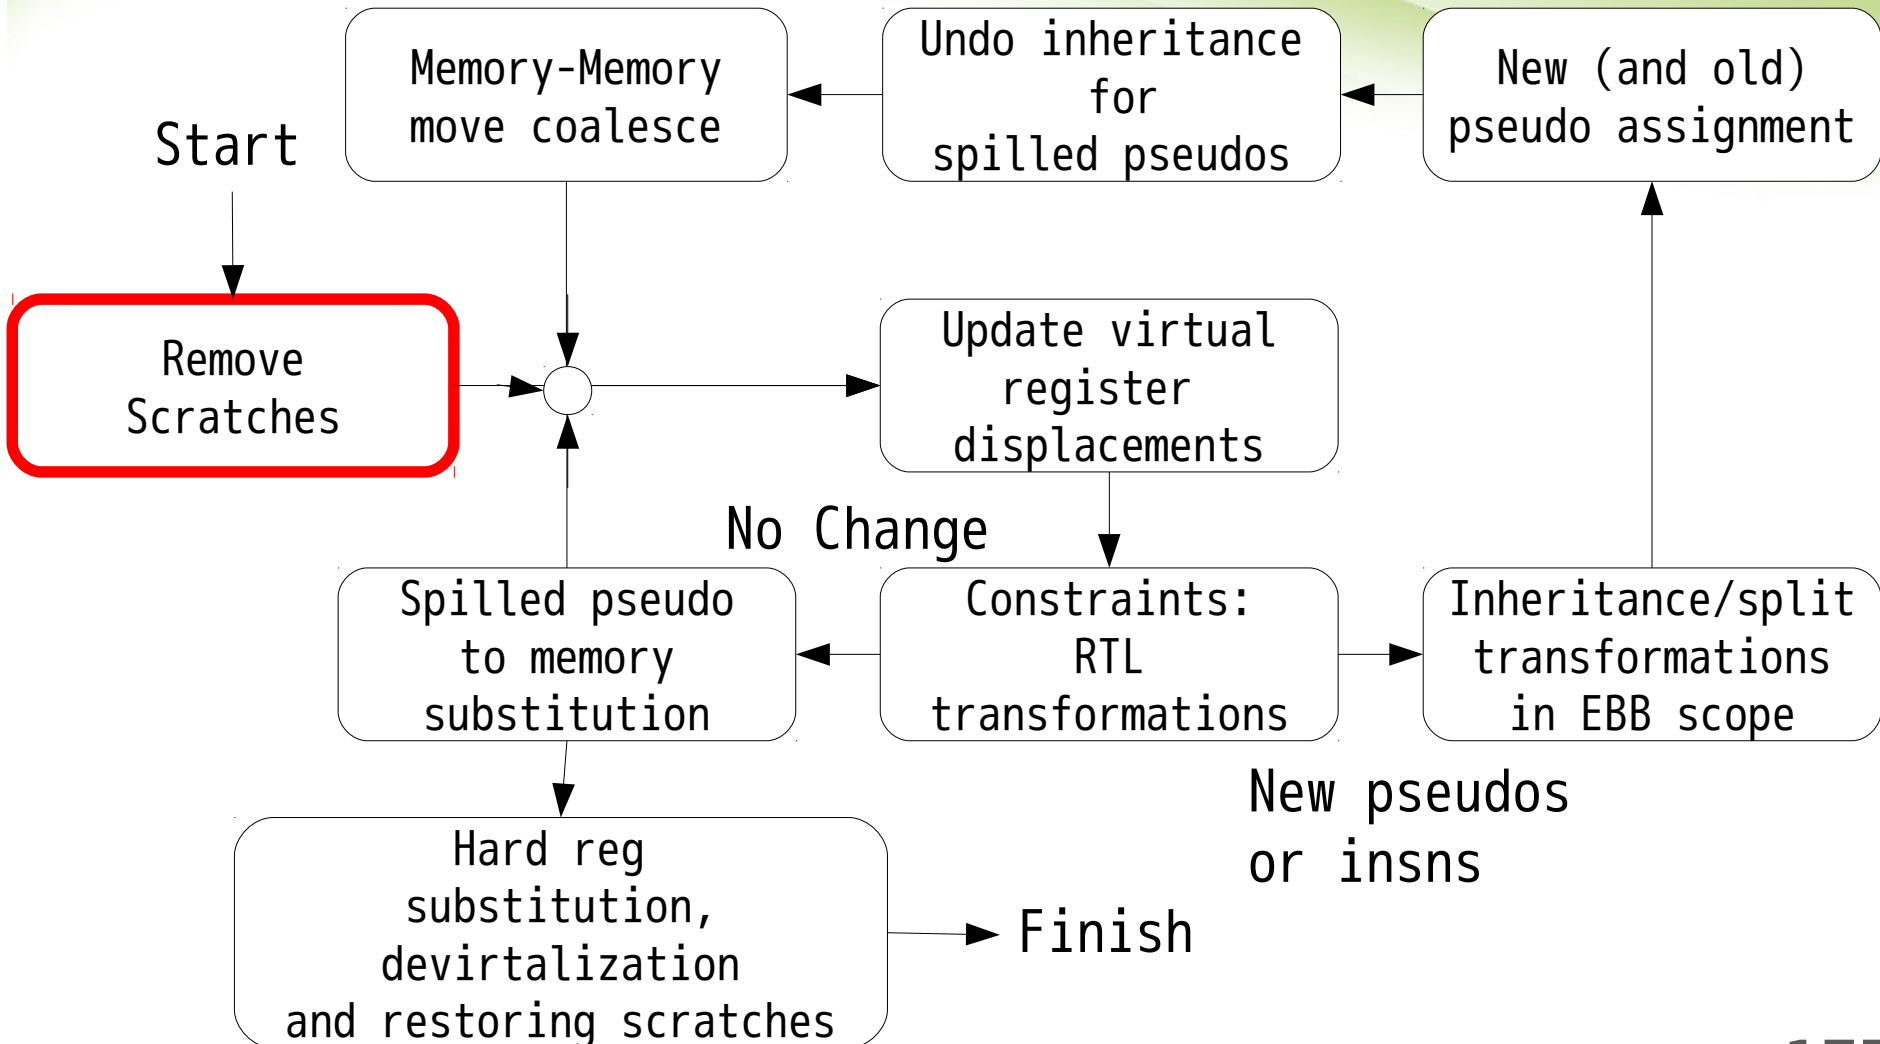 Memory-Memory
move coalesce
Undo inheritance
for
spilled pseudos
New (and old)
pseudo assignment
Start
Remove
Scratches
Update virtual
register
displacements
No Change
Spilled pseudo
to memory
substitution
Constraints:
RTL
transformations
Inheritance/split
transformations
in EBB scope
New pseudos
or insns
Hard reg
substitution,
devirtalization
and restoring scratches
Finish